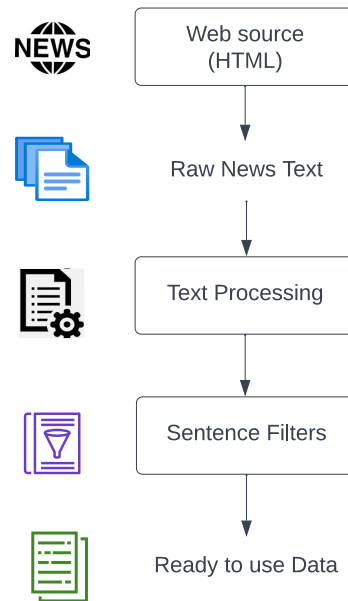 NEWS
Web source
(HTML)
Raw News Text
Text Processing
Sentence Filters
Ready to use Data